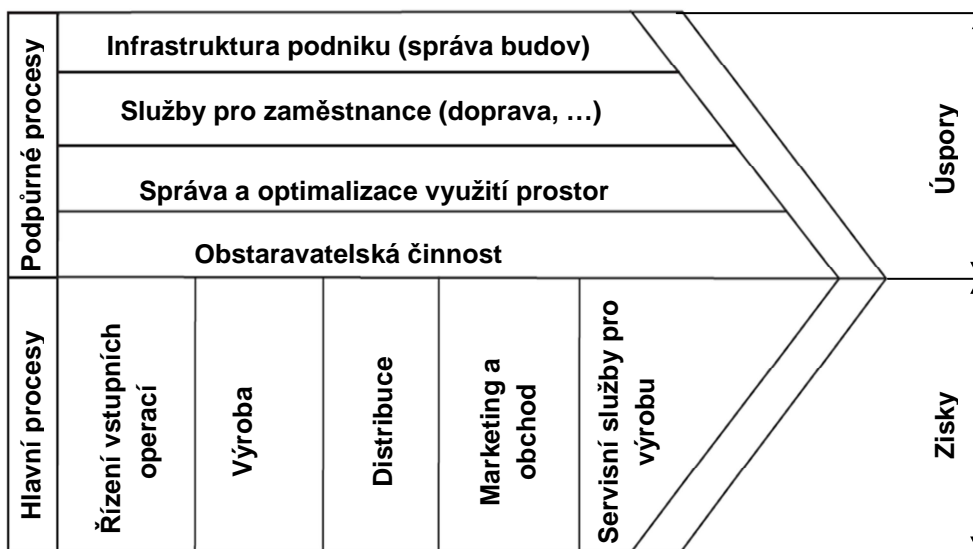 Podpůrné procesy
Infrastruktura podniku (správa budov)
Služby pro zaměstnance (doprava, …)
Správa a optimalizace využití prostor
Obstaravatelská činnost
Úspory
Hlavní procesy
Řízení vstupních
operací
Výroba
Distribuce
Marketing a
obchod
Servisní služby pro
výrobu
Zisky